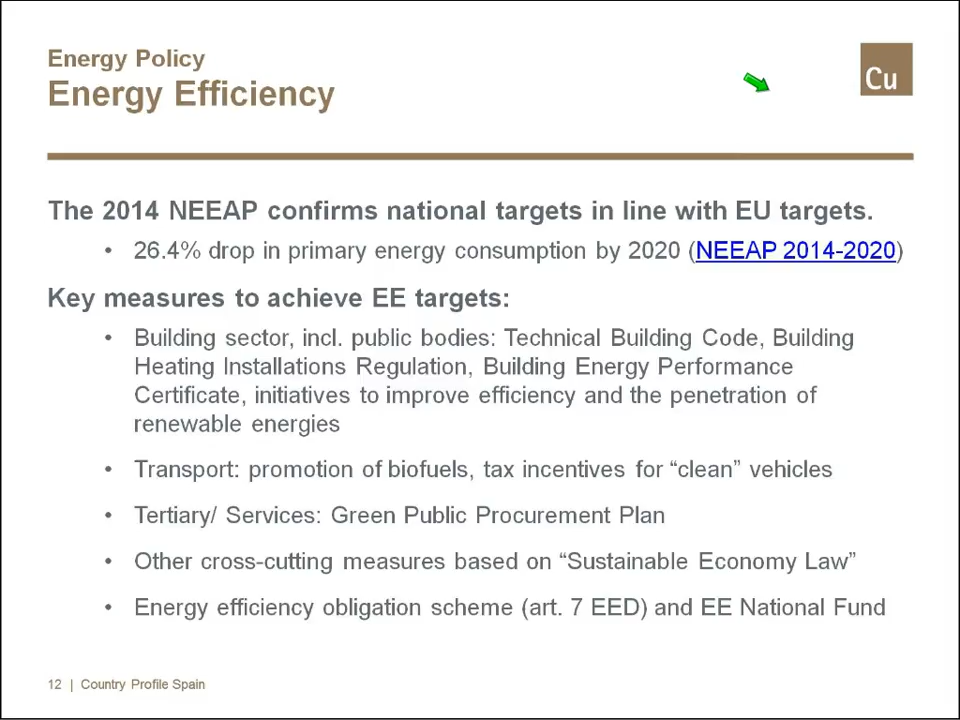 Energy Policy
Energy Efficiency
Cu
The 2014 NEEAP confirms national targets in line with EU targets.
• 26.4% drop in primary energy consumption by 2020 (NEEAP 2014-2020)
Key measures to achieve EE targets:
• Building sector, incl. public bodies: Technical Building Code, Building
Heating Installations Regulation, Building Energy Performance
Certificate, initiatives to improve efficiency and the penetration of
renewable energies
• Transport: promotion of biofuels, tax incentives for “clean” vehicles
• Tertiary/ Services: Green Public Procurement Plan
• Other cross-cutting measures based on “Sustainable Economy Law”
• Energy efficiency obligation scheme (art. 7 EED) and EE National Fund
12 | Country Profile Spain